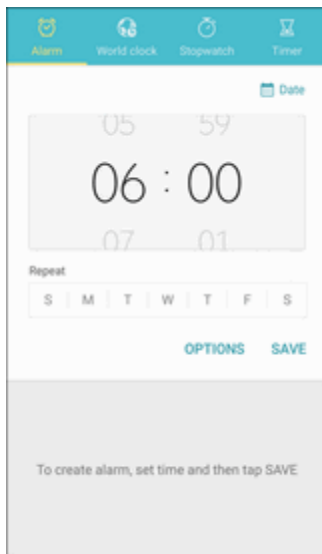 Alarm World clock Stopwatch Timer
Date
05 59
06 : 00
07 01
Repeat
S M T W T F S
OPTIONS SAVE
To create alarm, set time and then tap SAVE